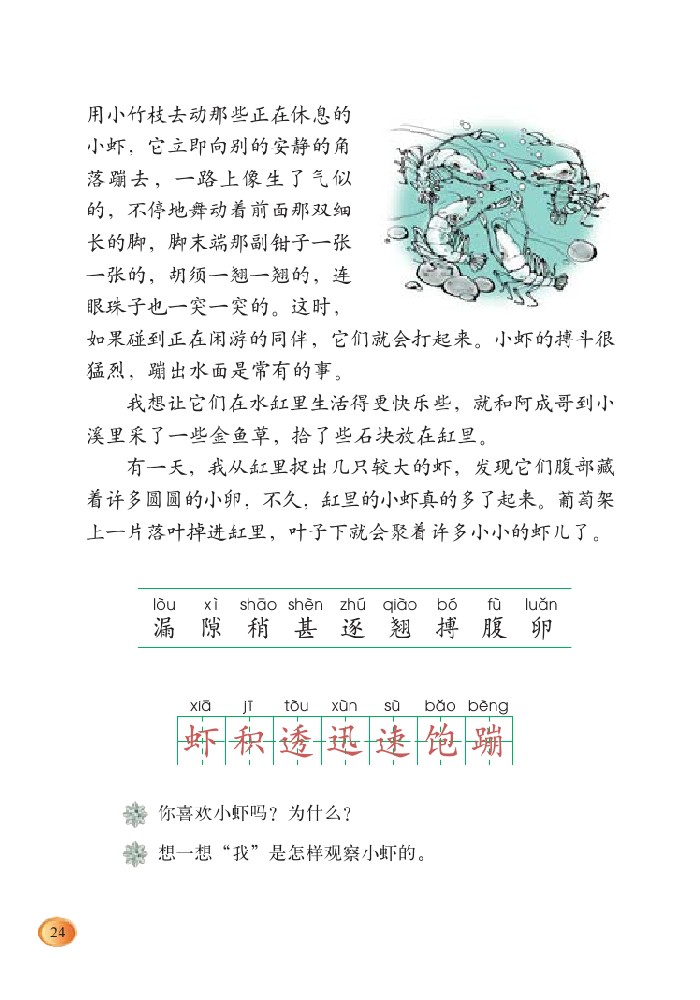 用小竹枝去动那些正在休息的
小虾，它立即向别的安静的角
落蹦去，一路上像生了气似
的，不停地舞动着前面那双细
长的脚，脚末端那副钳子一张
一张的，胡须一翘一翘的，连
眼珠子也一突一突的。这时，
如果碰到正在闲游的同伴，它们就会打起来。小虾的搏斗很
猛烈，蹦出水面是常有的事。
我想让它们在水缸里生活得更快乐些，就和阿成哥到小
溪里采了一些金鱼草，拾了些石块放在缸里。
有一天，我从缸里捉出几只较大的虾，发现它们腹部藏
着许多圆圆的小卵，不久，缸里的小虾真的多了起来。葡萄架
上一片落叶掉进缸里，叶子下就会聚着许多小小的虾儿了。
lòu xì shāo shèn zhú qiào bó fù luǎn
漏 隙 稍 甚 逐 翘 搏 腹 卵
xiā jī tòu xùn sù bǎo bèng
虾 积 透 迅 速 饱 蹦
你喜欢小虾吗？为什么？
想一想“我”是怎样观察小虾的。
24